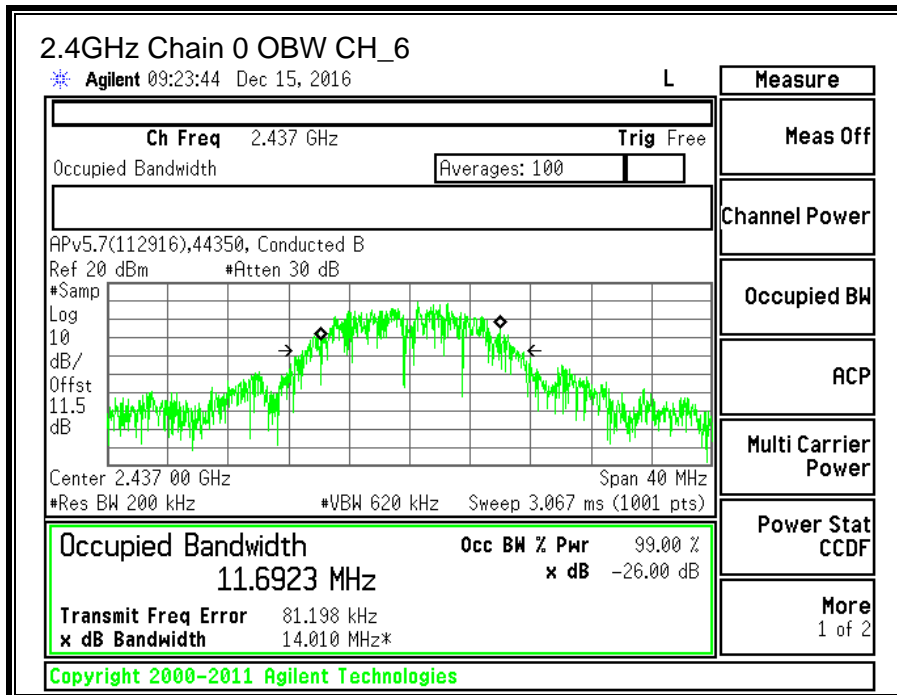 2.4GHz Chain 0 OBW CH_6
Agilent 09:23:44 Dec 15, 2016 L
Measure
Ch Freq 2.437 GHz Trig Free
Occupied Bandwidth Averages: 100
APv5.7(112916),44350, Conducted B
Ref 20 dBm #Atten 30 dB
#Samp
Log
10
dB/
Offst
11.5
dB
Center 2.437 00 GHz Span 40 MHz
#Res BW 200 kHz #VBW 620 kHz Sweep 3.067 ms (1001 pts)
Occupied Bandwidth Occ BW % Pwr 99.00 %
11.6923 MHz x dB -26.00 dB
Transmit Freq Error 81.198 kHz
x dB Bandwidth 14.010 MHz*
Copyright 2000-2011 Agilent Technologies
Meas Off
Channel Power
Occupied BW
ACP
Multi Carrier
Power
Power Stat
CCDF
More
1 of 2